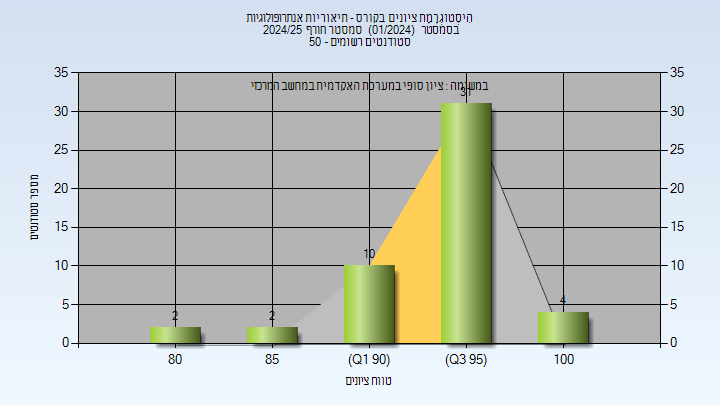 היסטוגרמת ציונים בקורס - תיאוריות אנתרופולוגיות
בסמסטר (01/2024) סמסטר חורף 2024/25
סטודנטים רשומים - 50
במשימה : ציון סופי במערכת האקדמית במחשב המרכזי
35 35
30 30
25 25
20 20
15 15
10 10
5 5
0 0
מספר סטודנטים
2 2 10 31 4
80 85 (Q1 90) (Q3 95) 100
טווח ציונים